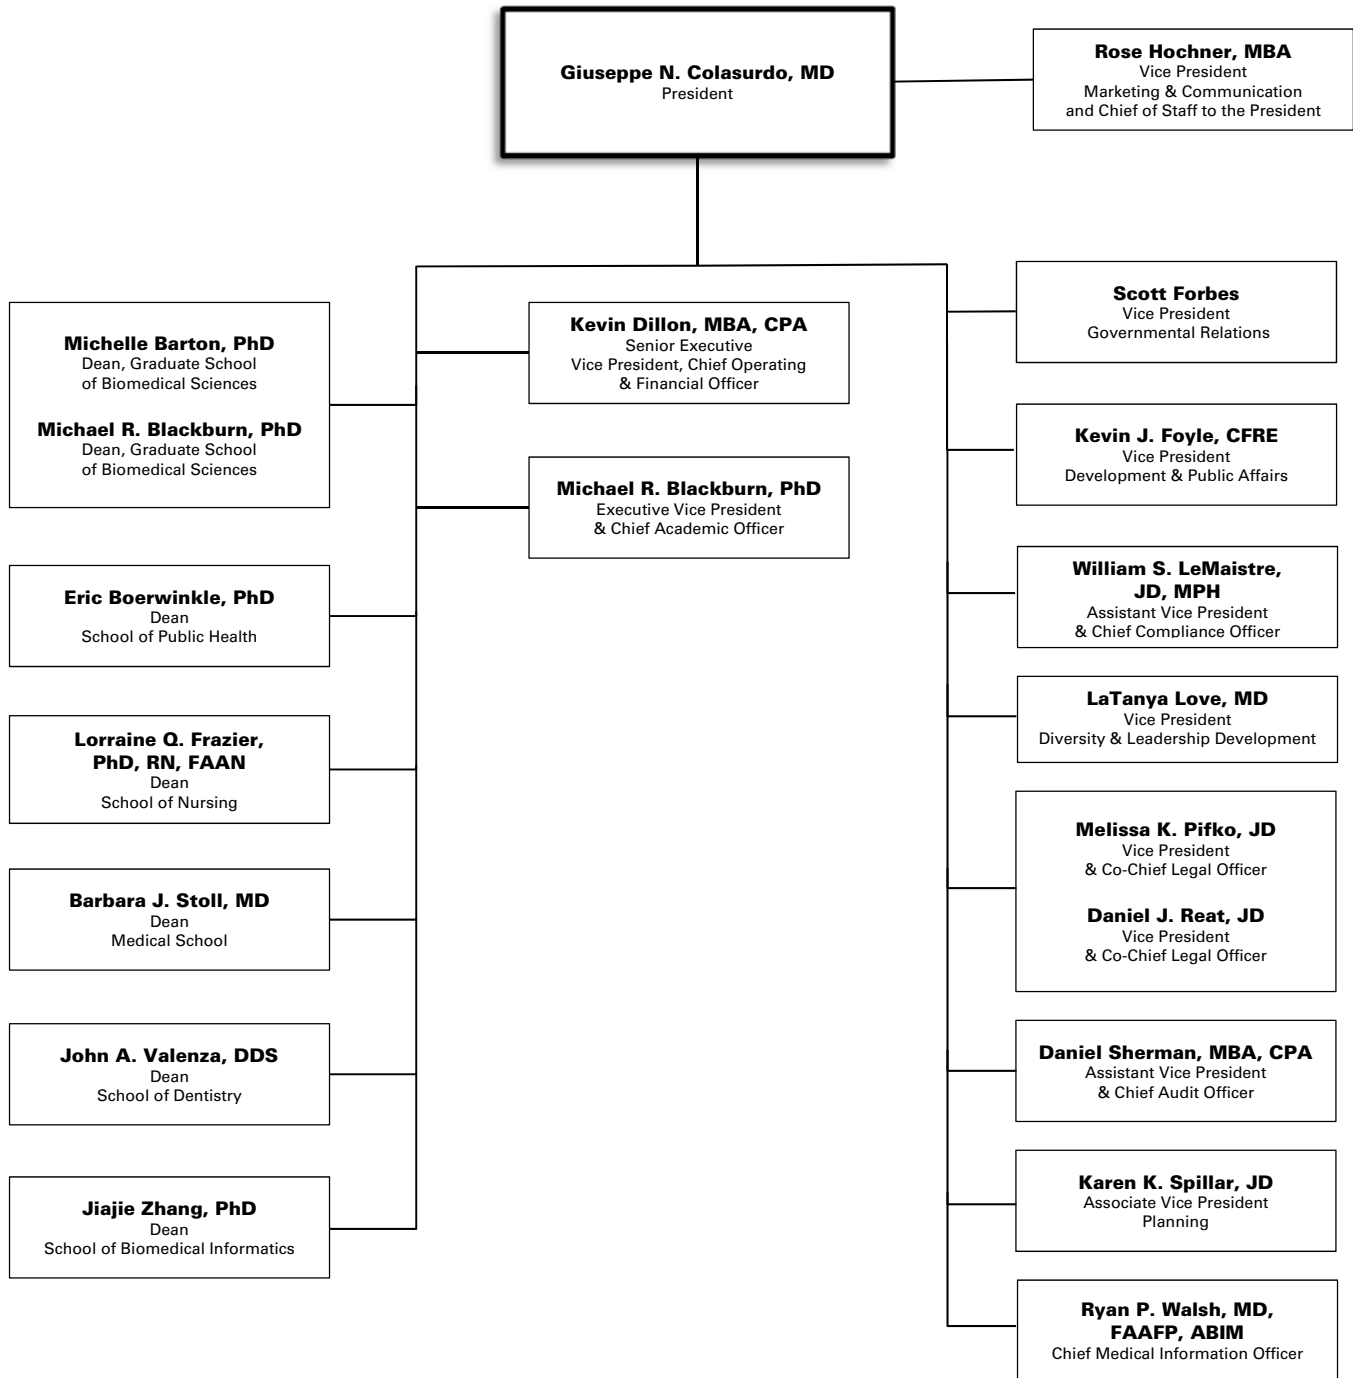 Giuseppe N. Colasurdo, MD
President
Rose Hochner, MBA
Vice President
Marketing & Communication
and Chief of Staff to the President
Michelle Barton, PhD
Dean, Graduate School
of Biomedical Sciences
Michael R. Blackburn, PhD
Dean, Graduate School
of Biomedical Sciences
Eric Boerwinkle, PhD
Dean
School of Public Health
Lorraine Q. Frazier,
PhD, RN, FAAN
Dean
School of Nursing
Barbara J. Stoll, MD
Dean
Medical School
John A. Valenza, DDS
Dean
School of Dentistry
Jiajie Zhang, PhD
Dean
School of Biomedical Informatics
Kevin Dillon, MBA, CPA
Senior Executive
Vice President, Chief Operating
& Financial Officer
Michael R. Blackburn, PhD
Executive Vice President
& Chief Academic Officer
Scott Forbes
Vice President
Governmental Relations
Kevin J. Foyle, CFRE
Vice President
Development & Public Affairs
William S. LeMaistre,
JD, MPH
Assistant Vice President
& Chief Compliance Officer
LaTanya Love, MD
Vice President
Diversity & Leadership Development
Melissa K. Pifko, JD
Vice President
& Co-Chief Legal Officer
Daniel J. Reat, JD
Vice President
& Co-Chief Legal Officer
Daniel Sherman, MBA, CPA
Assistant Vice President
& Chief Audit Officer
Karen K. Spillar, JD
Associate Vice President
Planning
Ryan P. Walsh, MD,
FAAFP, ABIM
Chief Medical Information Officer